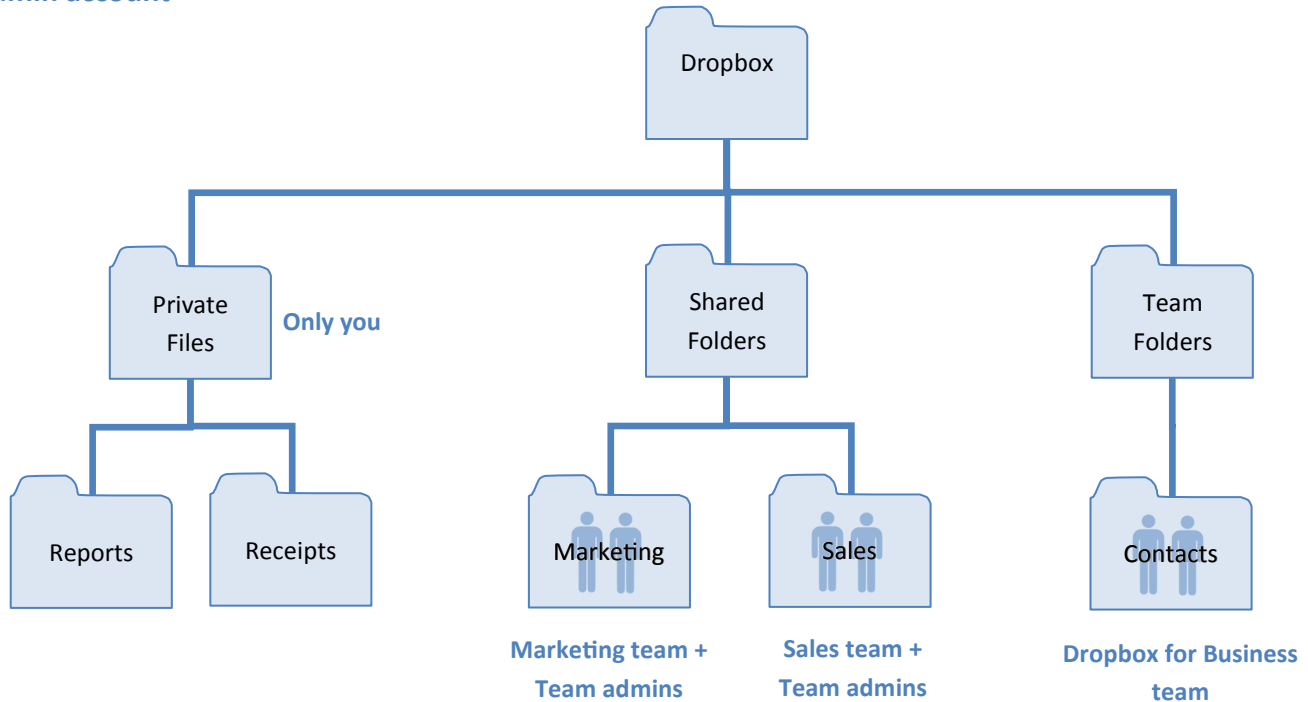 account
Dropbox
Private
Files
Only you
Shared
Folders
Team
Folders
Reports
Receipts
Marketing
Sales
Contacts
Marketing team +
Team admins
Sales team +
Team admins
Dropbox for Business
team